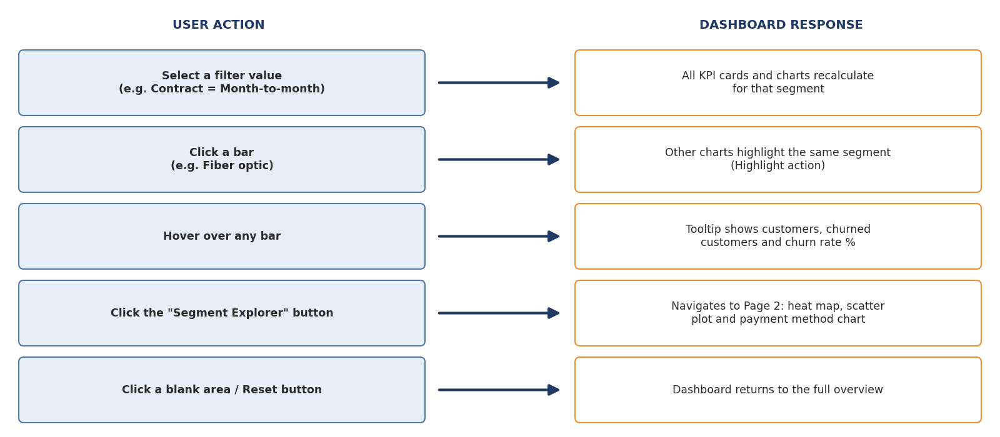 USER ACTION
DASHBOARD RESPONSE
Select a filter value
(e.g. Contract = Month-to-month)
All KPI cards and charts recalculate
for that segment
Click a bar
(e.g. Fiber optic)
Other charts highlight the same segment
(Highlight action)
Hover over any bar
Tooltip shows customers, churned
customers and churn rate %
Click the "Segment Explorer" button
Navigates to Page 2: heat map, scatter
plot and payment method chart
Click a blank area / Reset button
Dashboard returns to the full overview